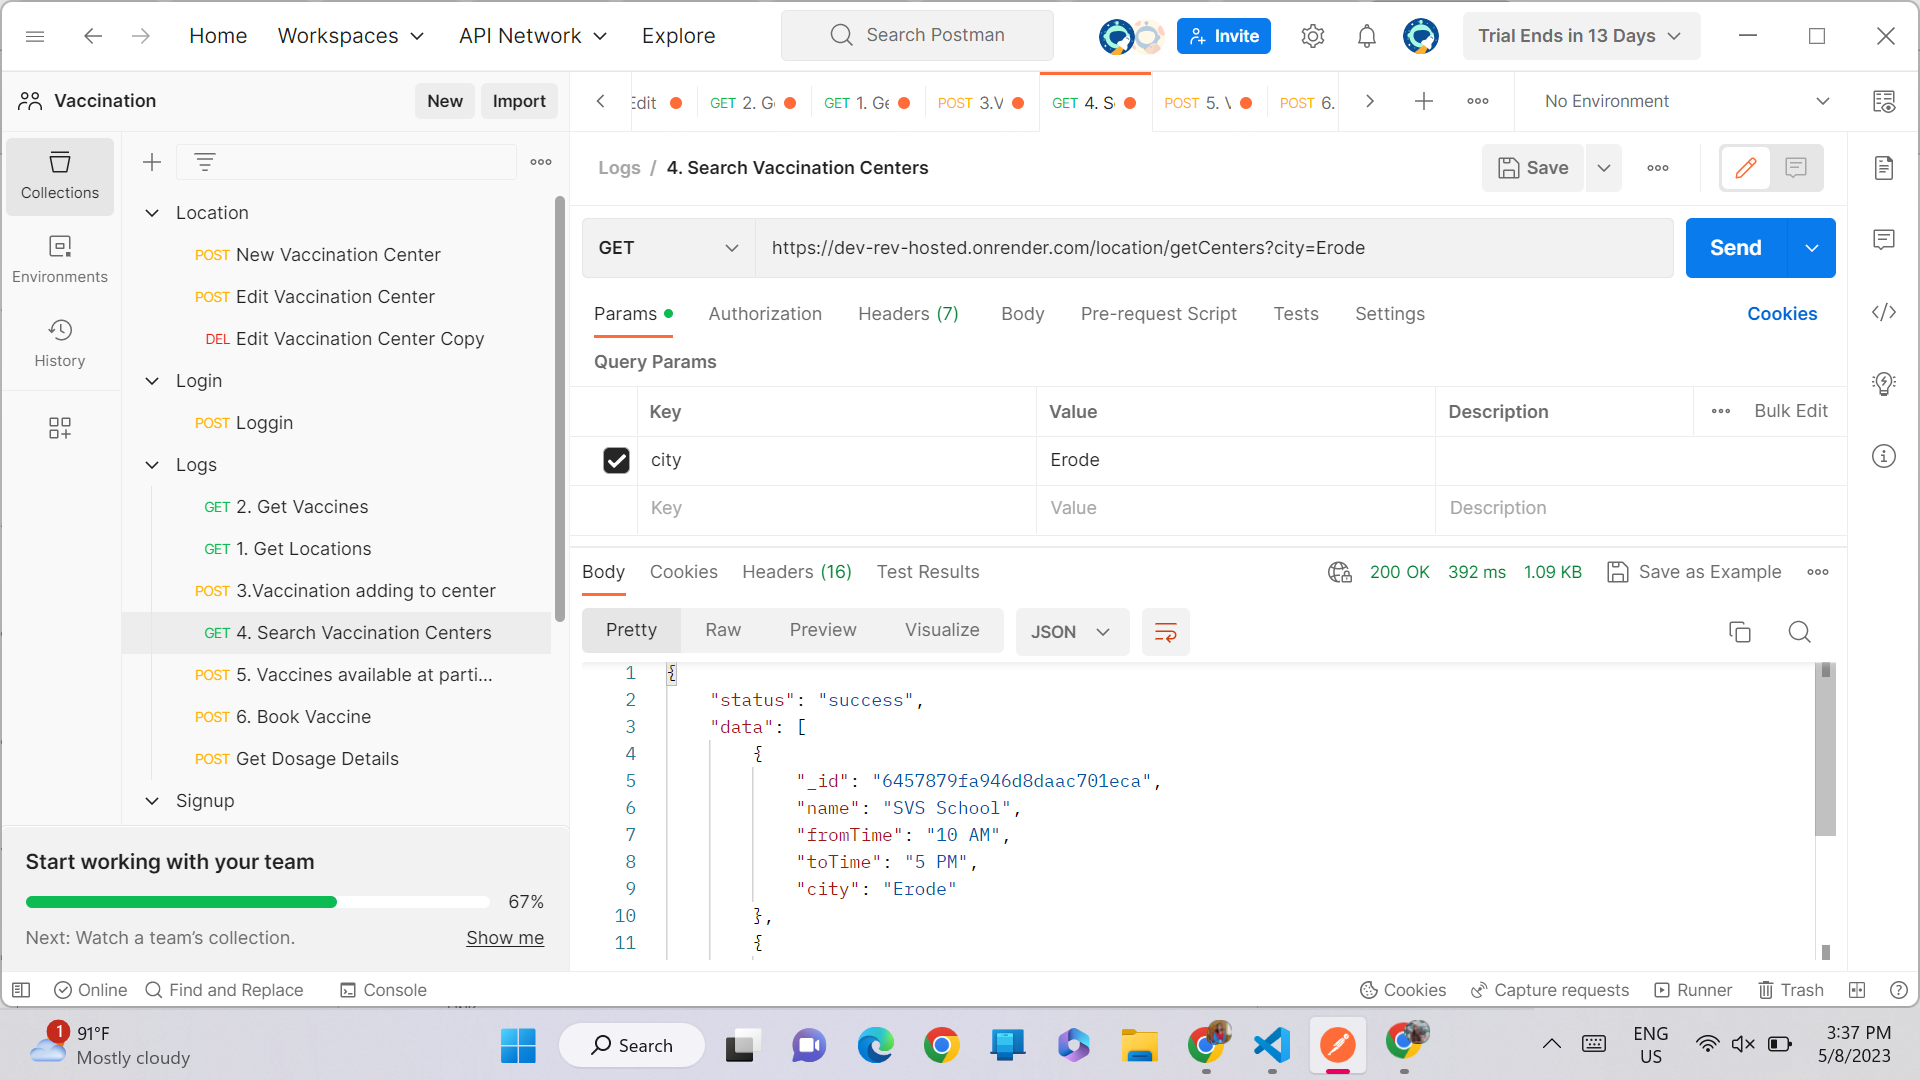 Home Workspaces API Network Explore Search Postman Invite Trial Ends in 13 Days
Vaccination New Import
Edit GET 2. Ge GET 1. Ge POST 3.V GET 4. S POST 5. V POST 6. No Environment
Collections
Environments
History
Location
POST New Vaccination Center
POST Edit Vaccination Center
DEL Edit Vaccination Center Copy
Login
POST Loggin
Logs
GET 2. Get Vaccines
GET 1. Get Locations
POST 3.Vaccination adding to center
GET 4. Search Vaccination Centers
POST 5. Vaccines available at parti...
POST 6. Book Vaccine
POST Get Dosage Details
Signup
Start working with your team
67%
Next: Watch a team's collection. Show me
Logs / 4. Search Vaccination Centers Save
GET https://dev-rev-hosted.onrender.com/location/getCenters?city=Erode Send
Params Authorization Headers (7) Body Pre-request Script Tests Settings Cookies
Query Params
Key Value Description Bulk Edit
city Erode
Key Value Description
Body Cookies Headers (16) Test Results 200 OK 392 ms 1.09 KB Save as Example
Pretty Raw Preview Visualize JSON
1 {
2 "status": "success",
3 "data": [
4 {
5 "_id": "6457879fa946d8daac701eca",
6 "name": "SVS School",
7 "fromTime": "10 AM",
8 "toTime": "5 PM",
9 "city": "Erode"
10 },
11 {
Online Find and Replace Console Cookies Capture requests Runner Trash
1 91°F
Mostly cloudy
Search
ENG
US
3:37 PM
5/8/2023